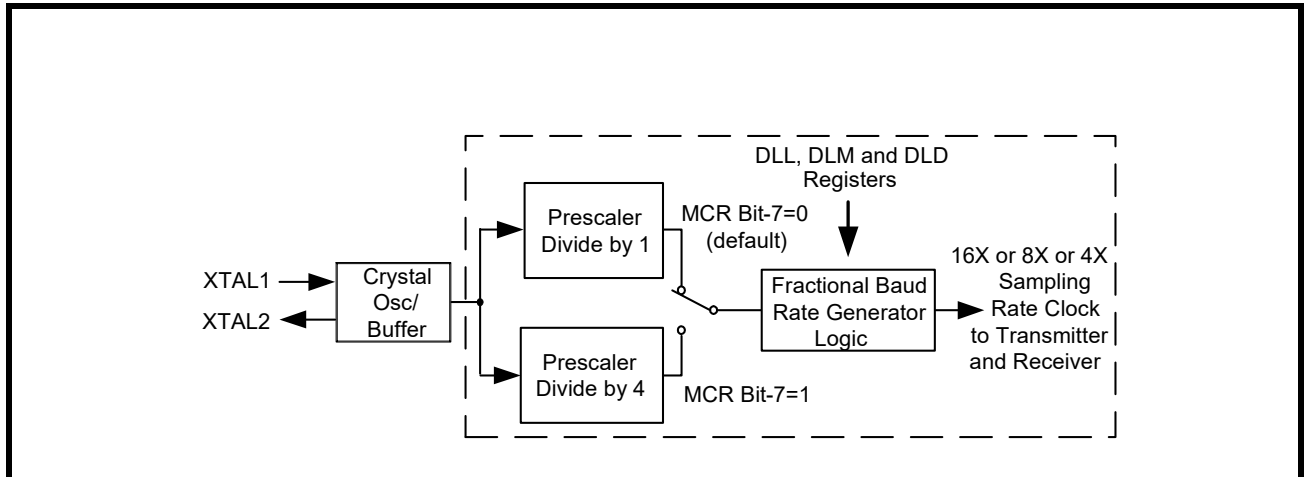 DLL, DLM and DLD
Registers
Prescaler
Divide by 1
MCR Bit-7=0
(default)
XTAL1
XTAL2
Crystal
Osc/
Buffer
Fractional Baud
Rate Generator
Logic
16X or 8X or 4X
Sampling
Rate Clock
to Transmitter
and Receiver
Prescaler
Divide by 4
MCR Bit-7=1